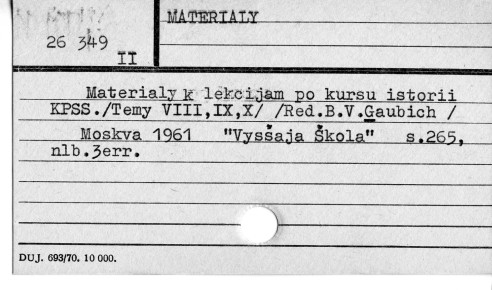 MATERIALY
26 349
II
Materialy k lekcijam po kursu istorii
KPSS./Temy VIII,IX,X/ /Red.B.V.Gaubich /
Moskva 1961 "Vysšaja Škola" s.265,
nlb.3err.
DUJ. 693/70. 10 000.